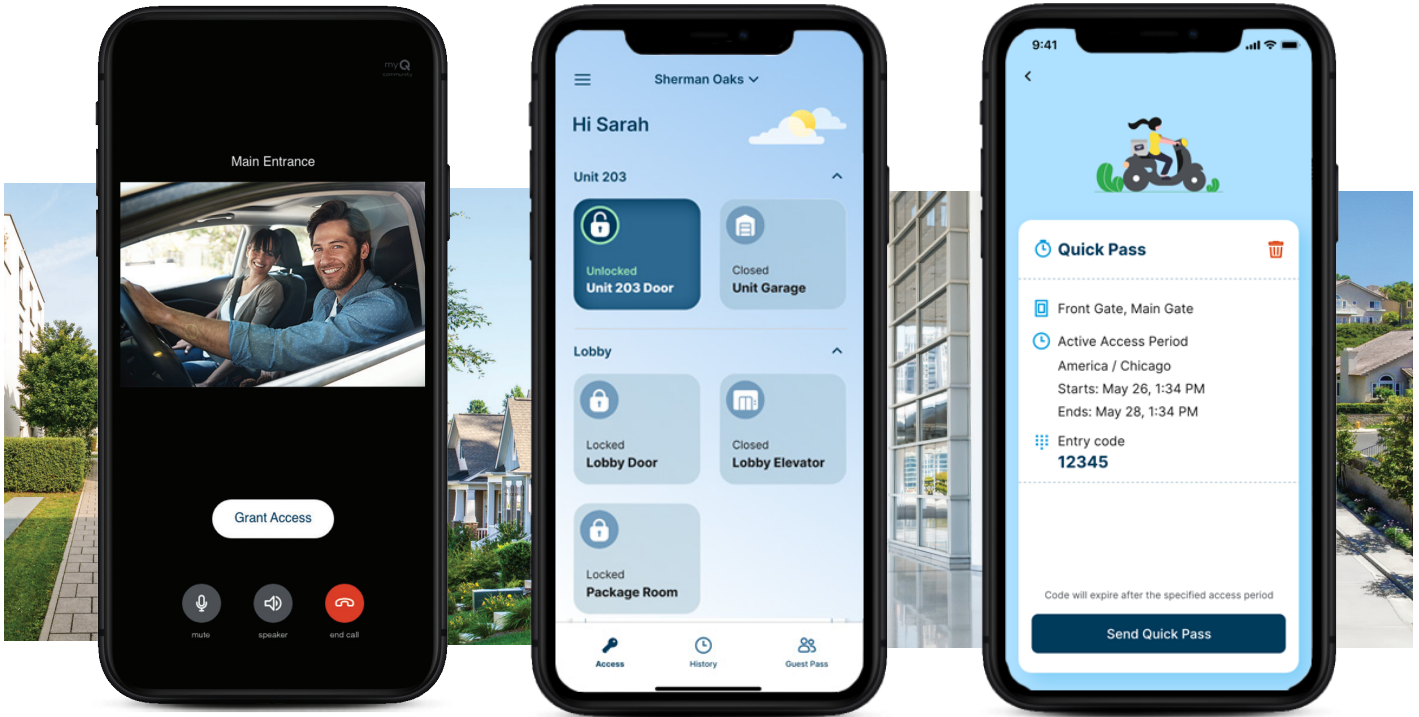 myQ
community
Main Entrance
Grant Access
mute
speaker
end call
Sherman Oaks
Hi Sarah
Unit 203
Unlocked
Unit 203 Door
Closed
Unit Garage
Lobby
Locked
Lobby Door
Closed
Lobby Elevator
Locked
Package Room
Access
History
Guest Pass
9:41
Quick Pass
Front Gate, Main Gate
Active Access Period
America / Chicago
Starts: May 26, 1:34 PM
Ends: May 28, 1:34 PM
Entry code
12345
Code will expire after the specified access period
Send Quick Pass